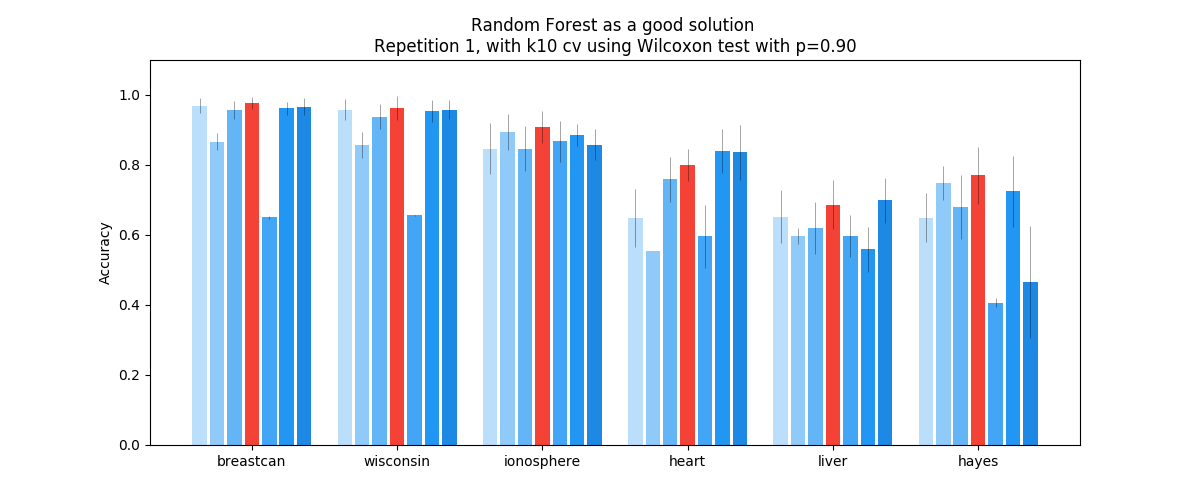 Random Forest as a good solution
Repetition 1, with k10 cv using Wilcoxon test with p=0.90
Accuracy
1.0
0.8
0.6
0.4
0.2
0.0
breastcan
wisconsin
ionosphere
heart
liver
hayes